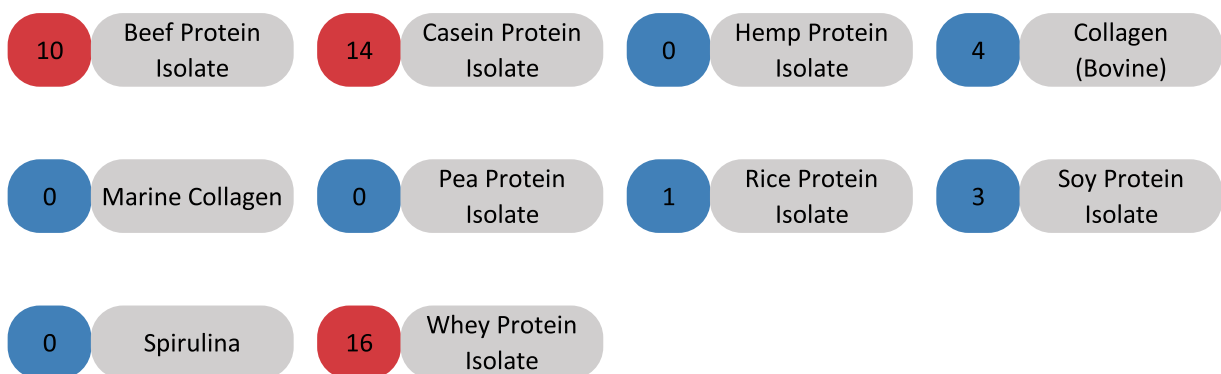 10
Beef Protein
Isolate
14
Casein Protein
Isolate
0
Hemp Protein
Isolate
4
Collagen
(Bovine)
0
Marine Collagen
0
Pea Protein
Isolate
1
Rice Protein
Isolate
3
Soy Protein
Isolate
0
Spirulina
16
Whey Protein
Isolate